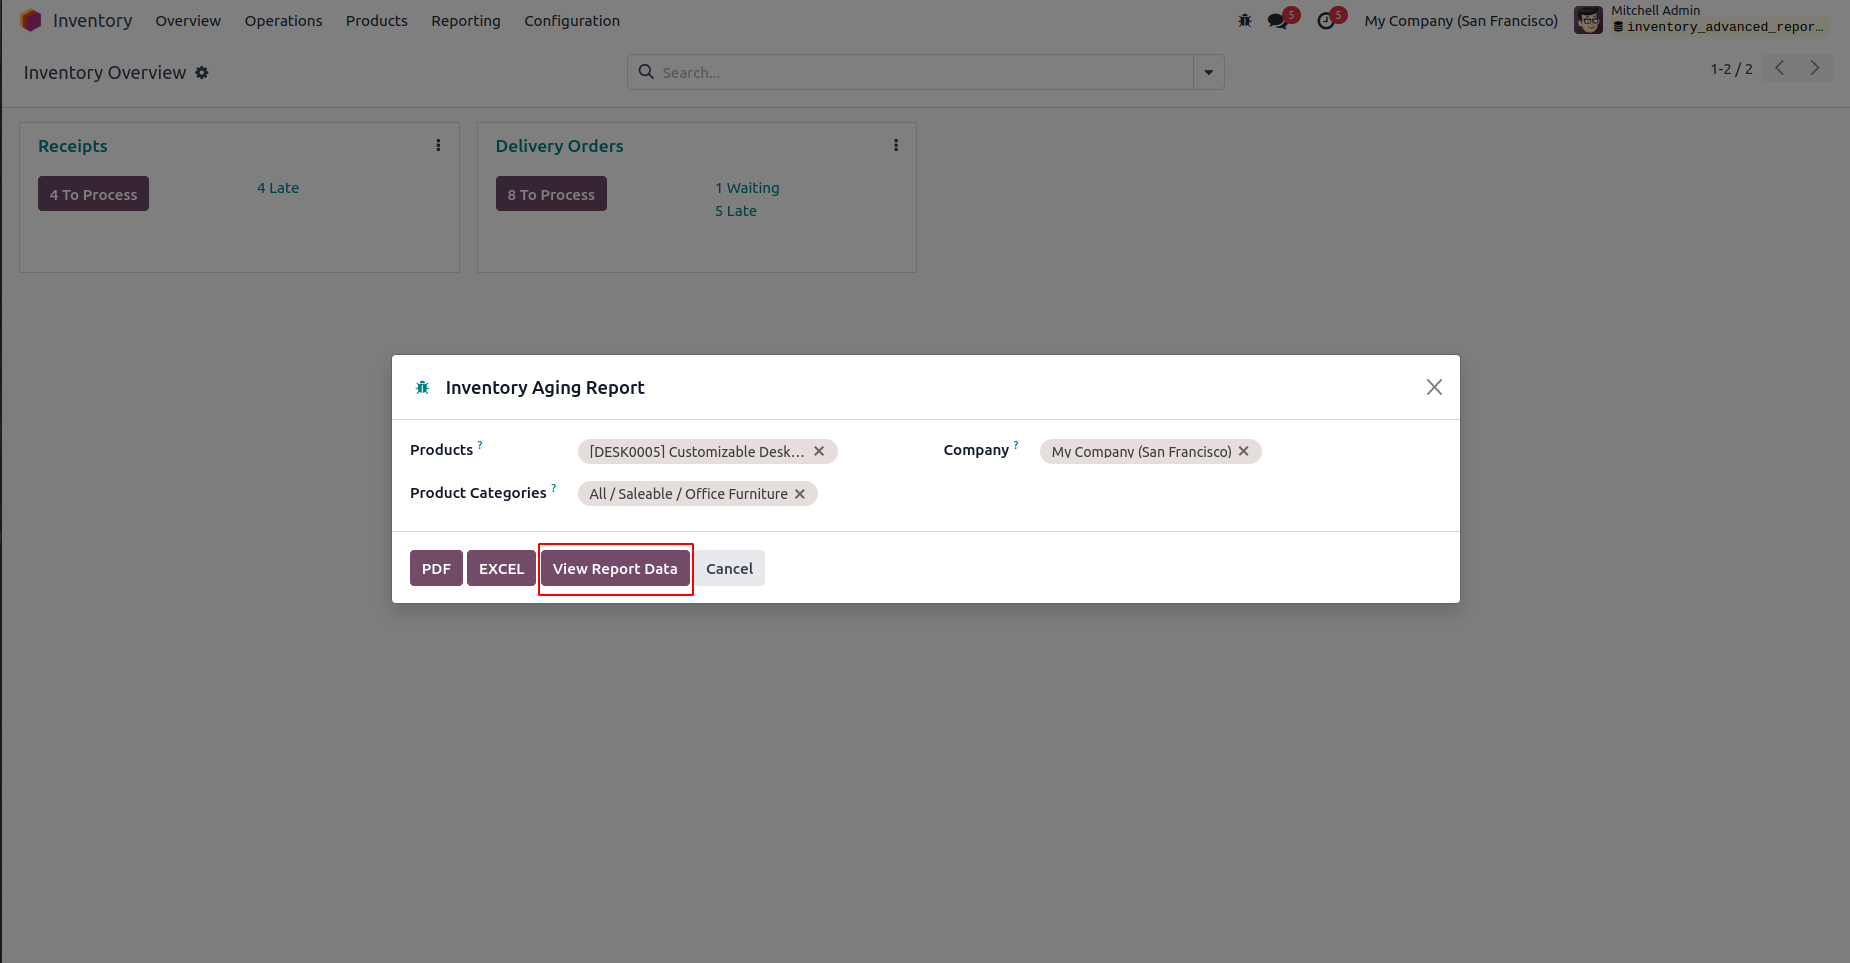 Inventory Overview Operations Products Reporting Configuration 5 5 My Company (San Francisco) Mitchell Admin
inventory_advanced_repor...
Inventory Overview Search... 1-2 / 2
Receipts Delivery Orders
4 To Process 4 Late 8 To Process 1 Waiting
5 Late
Inventory Aging Report
Products ? [DESK0005] Customizable Desk... Company ? My Company (San Francisco)
Product Categories ? All / Saleable / Office Furniture
PDF EXCEL View Report Data Cancel